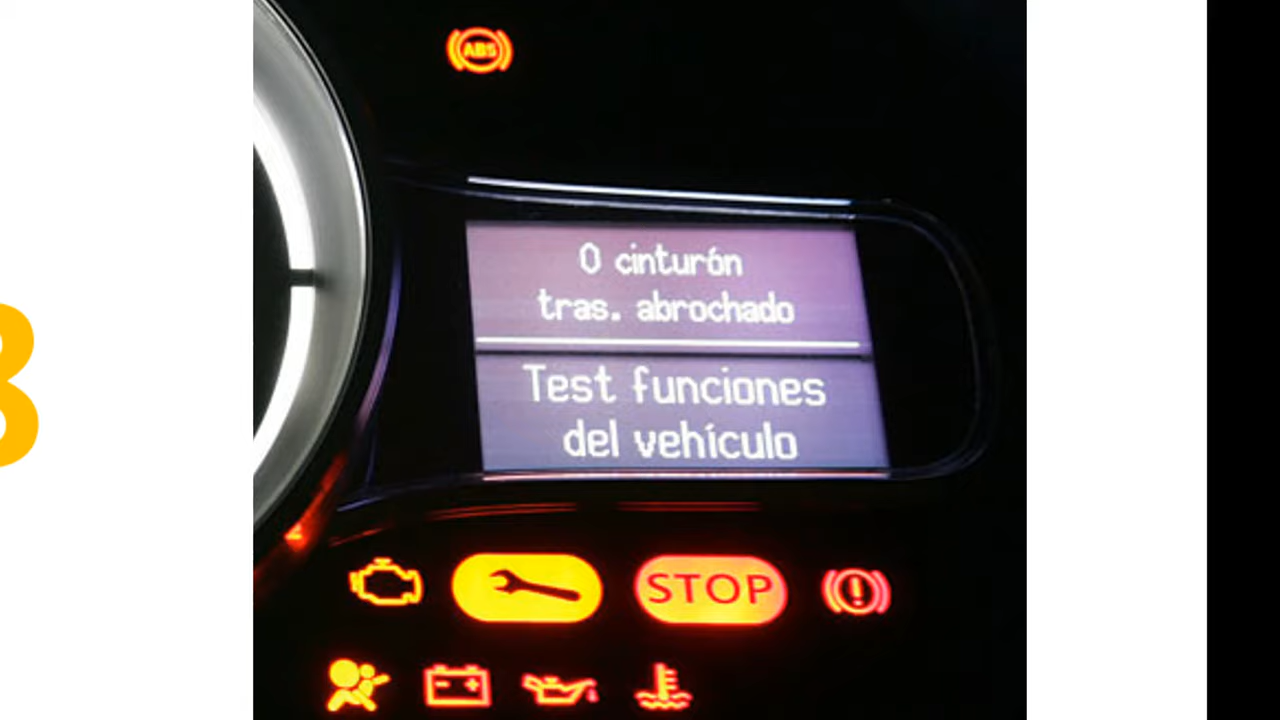 ABS
0 cinturón
tras. abrochado
Test funciones
del vehículo
STOP